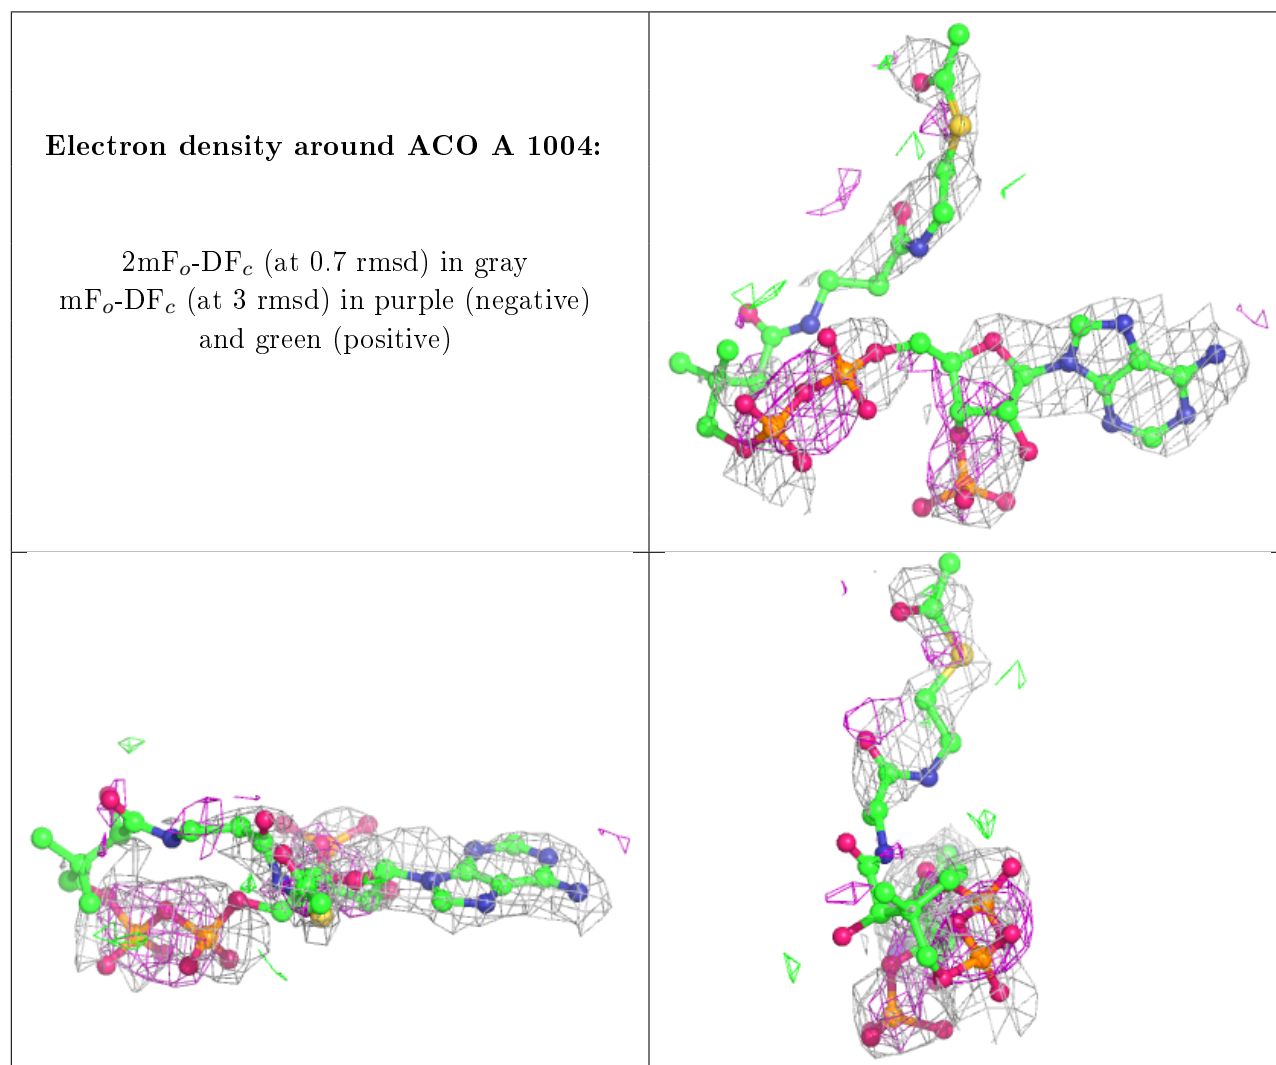 Electron density around ACO A 1004:
2mFo-DFc (at 0.7 rmsd) in gray
mFo-DFc (at 3 rmsd) in purple (negative)
and green (positive)